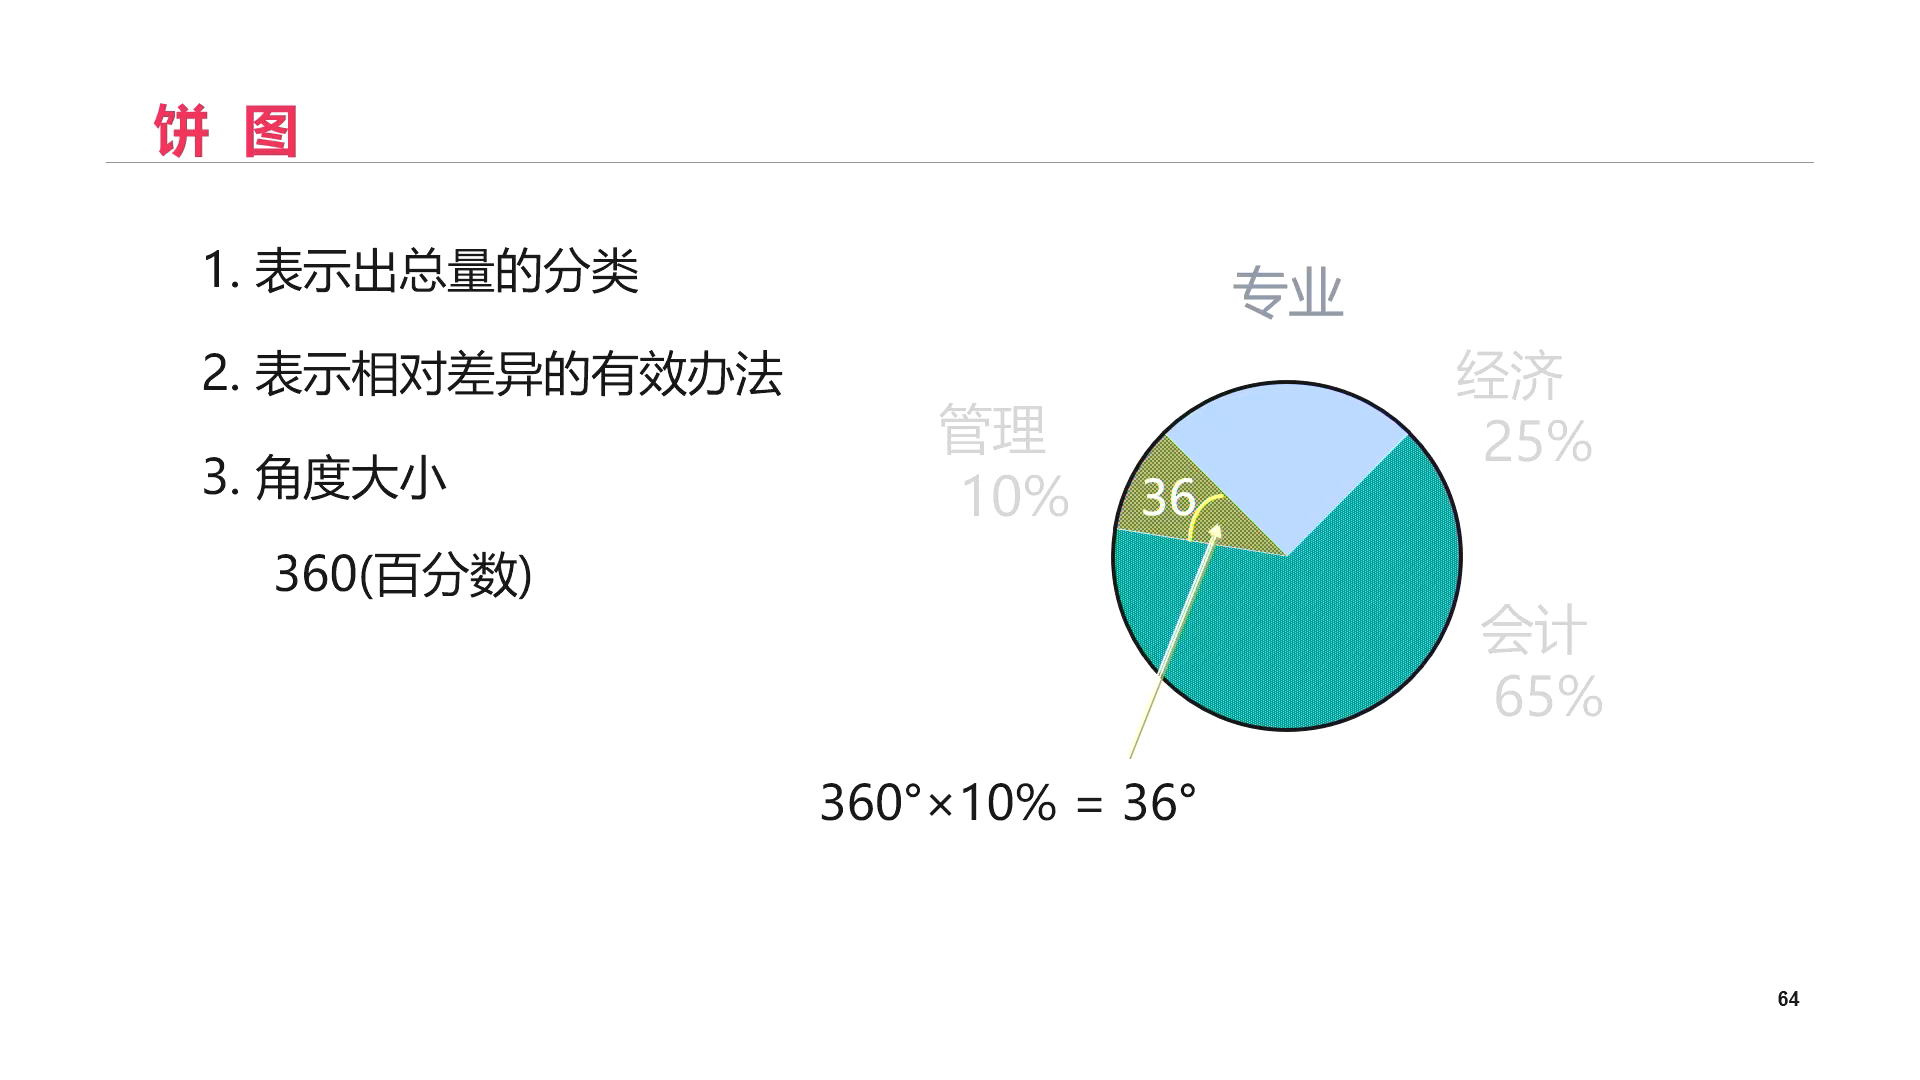 饼 图
1. 表示出总量的分类
2. 表示相对差异的有效办法
3. 角度大小
360(百分数)
专业
经济
25%
管理
10%
36
会计
65%
360°×10% = 36°
64